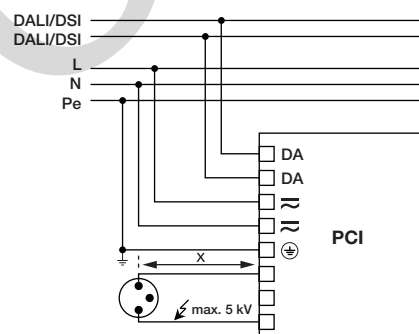 DALI/DSI
DALI/DSI
L
N
Pe
DA
DA
PCI
X
max. 5 kV